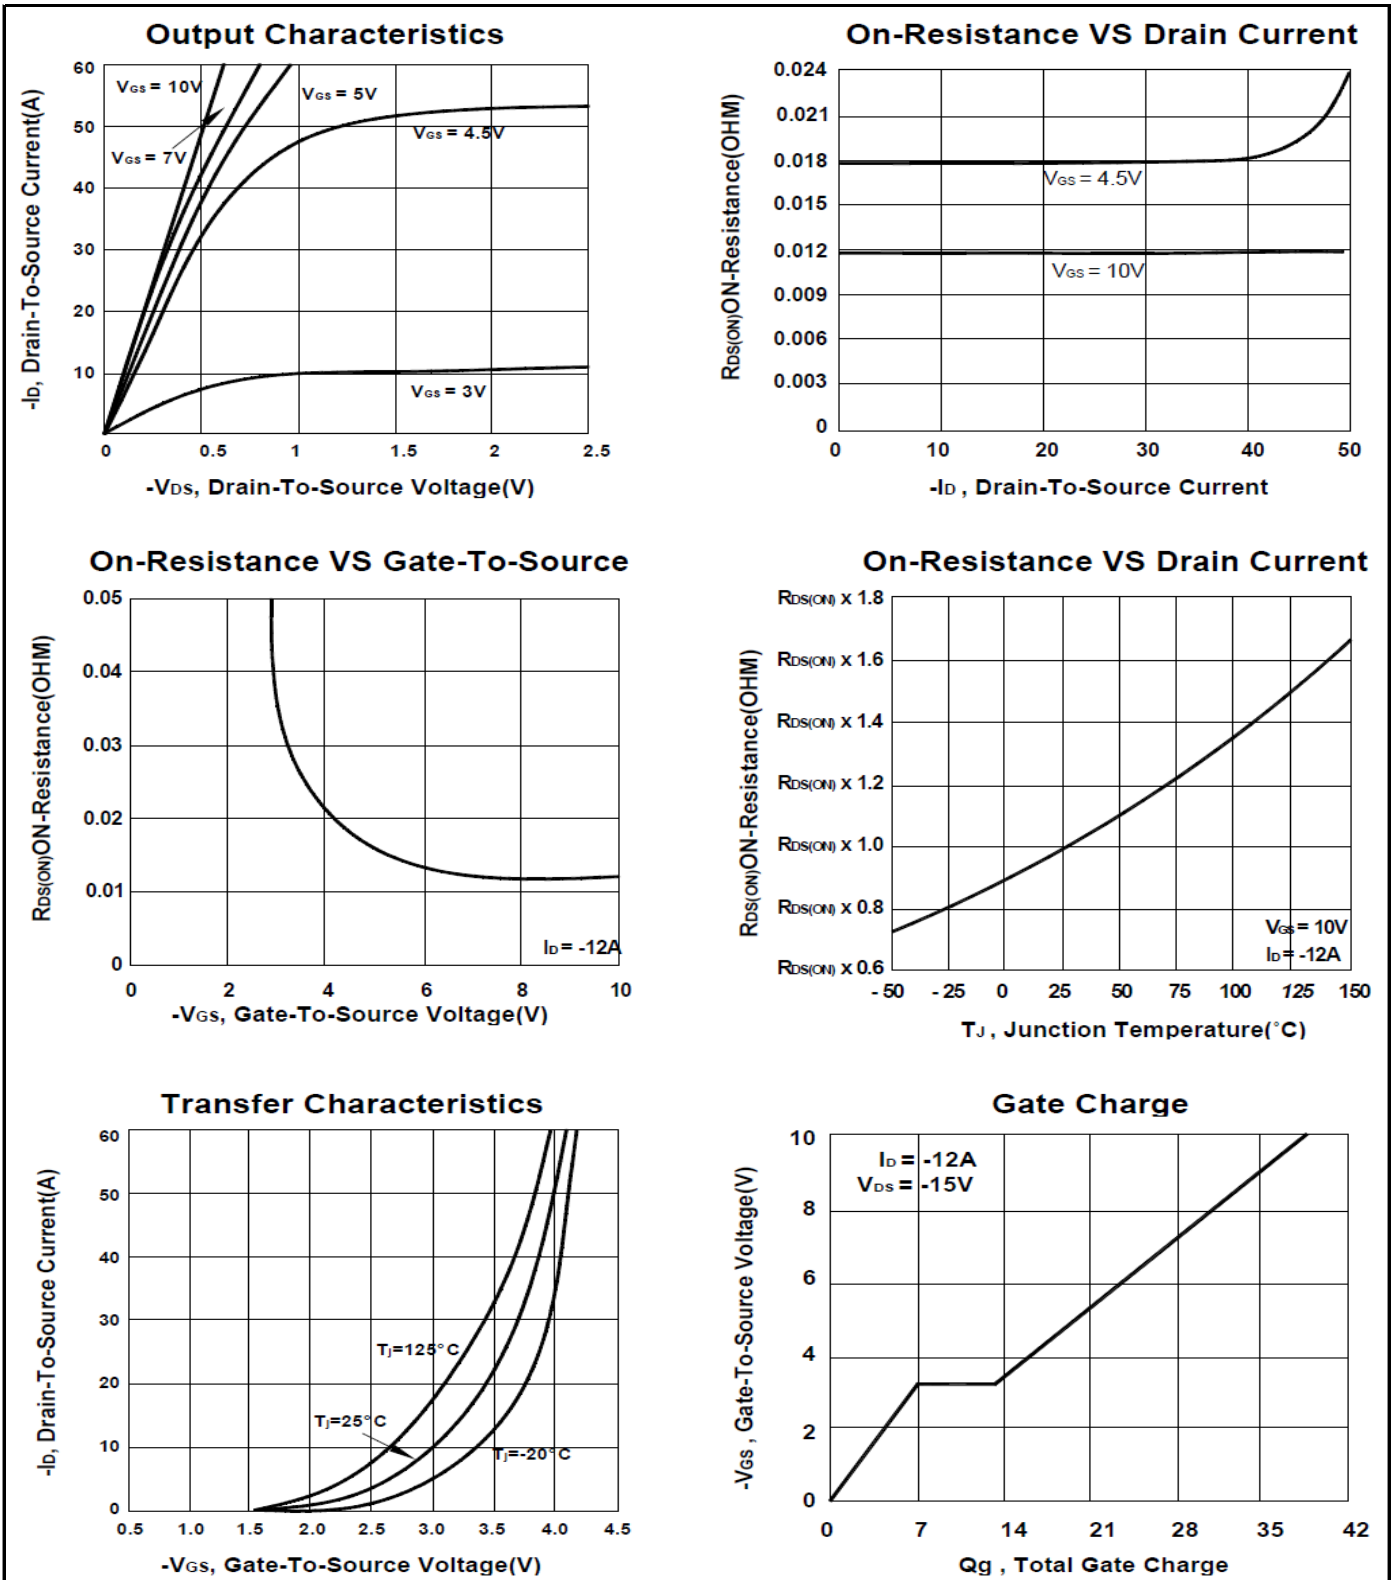 Output Characteristics
-ID, Drain-To-Source Current(A)
60
50
40
30
20
10
0
0.5
1
1.5
2
2.5
VGS = 10V
VGS = 7V
VGS = 5V
VGS = 4.5V
VGS = 3V
-VDS, Drain-To-Source Voltage(V)
On-Resistance VS Drain Current
RDS(ON)ON-Resistance(OHM)
0.024
0.021
0.018
0.015
0.012
0.009
0.006
0.003
0
0
10
20
30
40
50
VGS = 4.5V
VGS = 10V
-ID , Drain-To-Source Current
On-Resistance VS Gate-To-Source
RDS(ON)ON-Resistance(OHM)
0.05
0.04
0.03
0.02
0.01
0
0
2
4
6
8
10
ID = -12A
-VGS, Gate-To-Source Voltage(V)
On-Resistance VS Drain Current
RDS(ON)ON-Resistance(OHM)
RDS(ON) x 1.8
RDS(ON) x 1.6
RDS(ON) x 1.4
RDS(ON) x 1.2
RDS(ON) x 1.0
RDS(ON) x 0.8
RDS(ON) x 0.6
- 50
- 25
0
25
50
75
100
125
150
VGS = 10V
ID = -12A
TJ , Junction Temperature(°C)
Transfer Characteristics
-ID, Drain-To-Source Current(A)
60
50
40
30
20
10
0
0.5
1.0
1.5
2.0
2.5
3.0
3.5
4.0
4.5
Tj=125°C
Tj=25°C
Tj=-20°C
-VGS, Gate-To-Source Voltage(V)
Gate Charge
-VGS , Gate-To-Source Voltage(V)
10
8
6
4
2
0
0
7
14
21
28
35
42
ID = -12A
VDS = -15V
Qg , Total Gate Charge